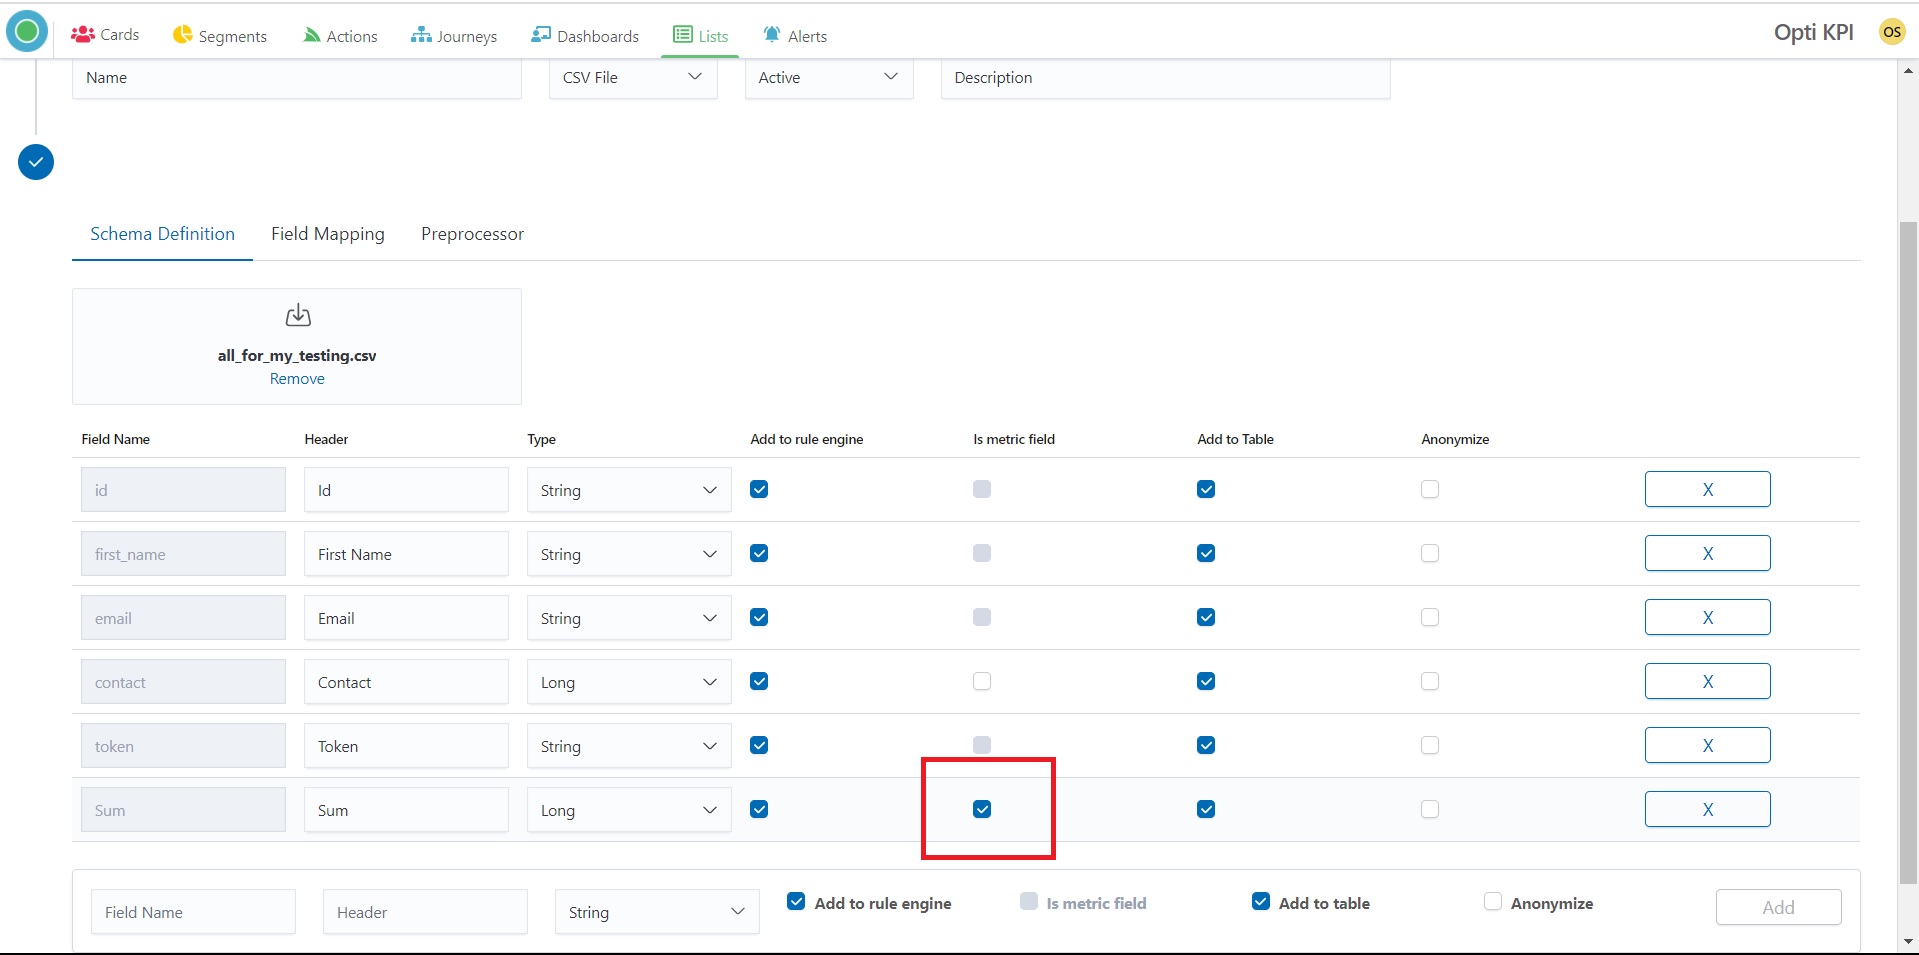 Cards Segments Actions Journeys Dashboards Lists Alerts Opti KPI OS
Name CSV File Active Description
Schema Definition Field Mapping Preprocessor
all_for_my_testing.csv
Remove
Field Name Header Type Add to rule engine Is metric field Add to Table Anonymize
id Id String X
first_name First Name String X
email Email String X
contact Contact Long X
token Token String X
Sum Sum Long X
Field Name Header String Add to rule engine Is metric field Add to table Anonymize Add